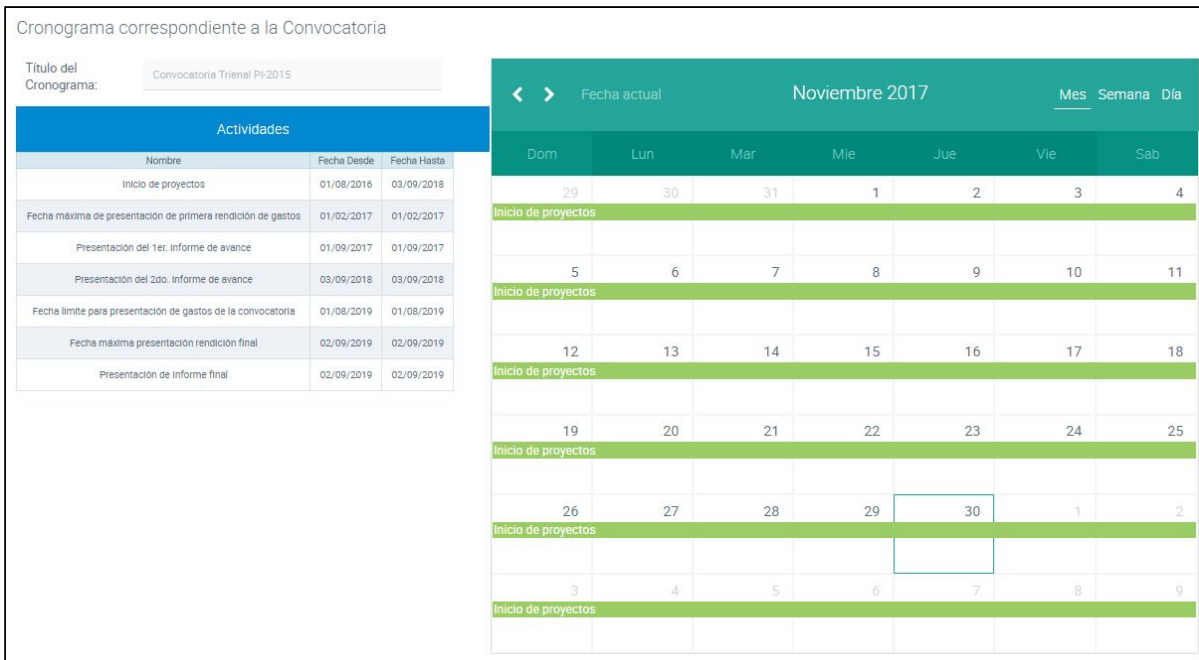 Cronograma correspondiente a la Convocatoria
Título del
Cronograma:
Convocatoria Trienal PI-2015
Actividades
Nombre Fecha Desde Fecha Hasta
Inicio de proyectos 01/08/2016 03/09/2018
Fecha máxima de presentación de primera rendición de gastos 01/02/2017 01/02/2017
Presentación del 1er. Informe de avance 01/09/2017 01/09/2017
Presentación del 2do. Informe de avance 03/09/2018 03/09/2018
Fecha límite para presentación de gastos de la convocatoria 01/08/2019 01/08/2019
Fecha máxima presentación rendición final 02/09/2019 02/09/2019
Presentación de Informe final 02/09/2019 02/09/2019
Fecha actual Noviembre 2017 Mes Semana Día
Dom Lun Mar Mie Jue Vie Sab
29 30 31 1 2 3 4
Inicio de proyectos
5 6 7 8 9 10 11
Inicio de proyectos
12 13 14 15 16 17 18
Inicio de proyectos
19 20 21 22 23 24 25
Inicio de proyectos
26 27 28 29 30 1 2
Inicio de proyectos
3 4 5 6 7 8 9
Inicio de proyectos